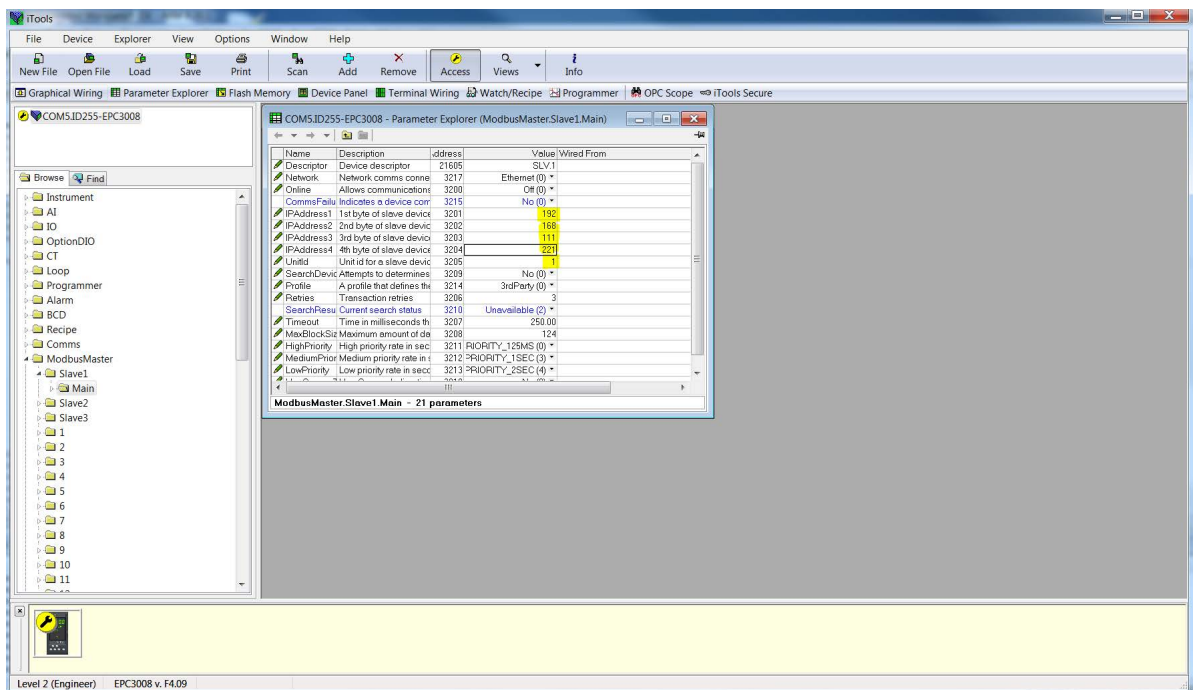 iTools
File Device Explorer View Options Window Help
New File Open File Load Save Print Scan Add Remove Access Views Info
Graphical Wiring Parameter Explorer Flash Memory Device Panel Terminal Wiring Watch/Recipe Programmer OPC Scope iTools Secure
COM5.ID255-EPC3008
Browse Find
Instrument
AI
IO
OptionDIO
CT
Loop
Programmer
Alarm
BCD
Recipe
Comms
ModbusMaster
Slave1
Main
Slave2
Slave3
1
2
3
4
5
6
7
8
9
10
11
COM5.ID255-EPC3008 - Parameter Explorer (ModbusMaster.Slave1.Main)
Name Description ddress Value Wired From
Descriptor Device descriptor 21605 SLV.1
Network Network comms conne 3217 Ethernet (0)
Online Allows communications 3200 Off (0)
CommsFailu Indicates a device com 3215 No (0)
IPAddress1 1st byte of slave device 3201 192
IPAddress2 2nd byte of slave devic 3202 168
IPAddress3 3rd byte of slave devic 3203 111
IPAddress4 4th byte of slave device 3204 221
UnitId Unit id for a slave devic 3205 1
SearchDevic Attempts to determines 3209 No (0)
Profile A profile that defines the 3214 3rdParty (0)
Retries Transaction retries 3206 3
SearchResu Current search status 3210 Unavailable (2)
Timeout Time in milliseconds th 3207 250.00
MaxBlockSiz Maximum amount of da 3208 124
HighPriority High priority rate in sec 3211 RIORITY_125MS (0)
MediumPrior Medium priority rate in s 3212 PRIORITY_1SEC (3)
LowPriority Low priority rate in seco 3213 PRIORITY_2SEC (4)
ModbusMaster.Slave1.Main - 21 parameters
Level 2 (Engineer) EPC3008 v. F4.09